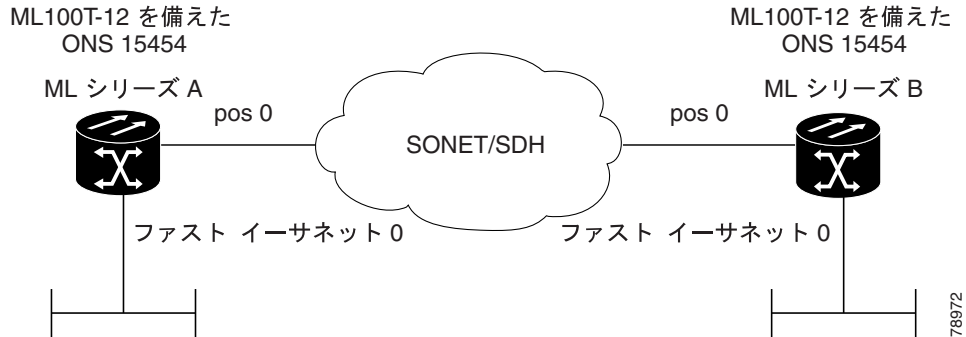 ML100T-12 を備えた
ONS 15454
ML シリーズ A
ML100T-12 を備えた
ONS 15454
ML シリーズ B
pos 0
SONET/SDH
pos 0
ファスト イーサネット 0
ファスト イーサネット 0
78972